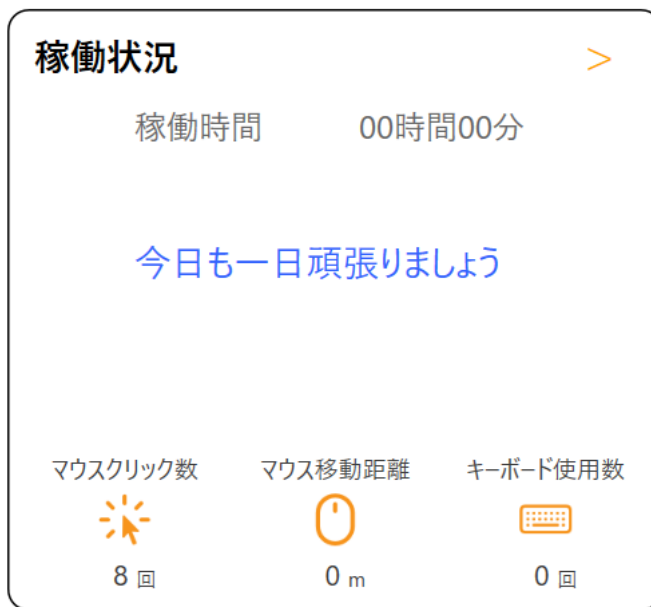 稼働状況 >
稼働時間 00時間00分
今日も一日頑張りましょう
マウスクリック数 マウス移動距離 キーボード使用数
8 回 0 m 0 回